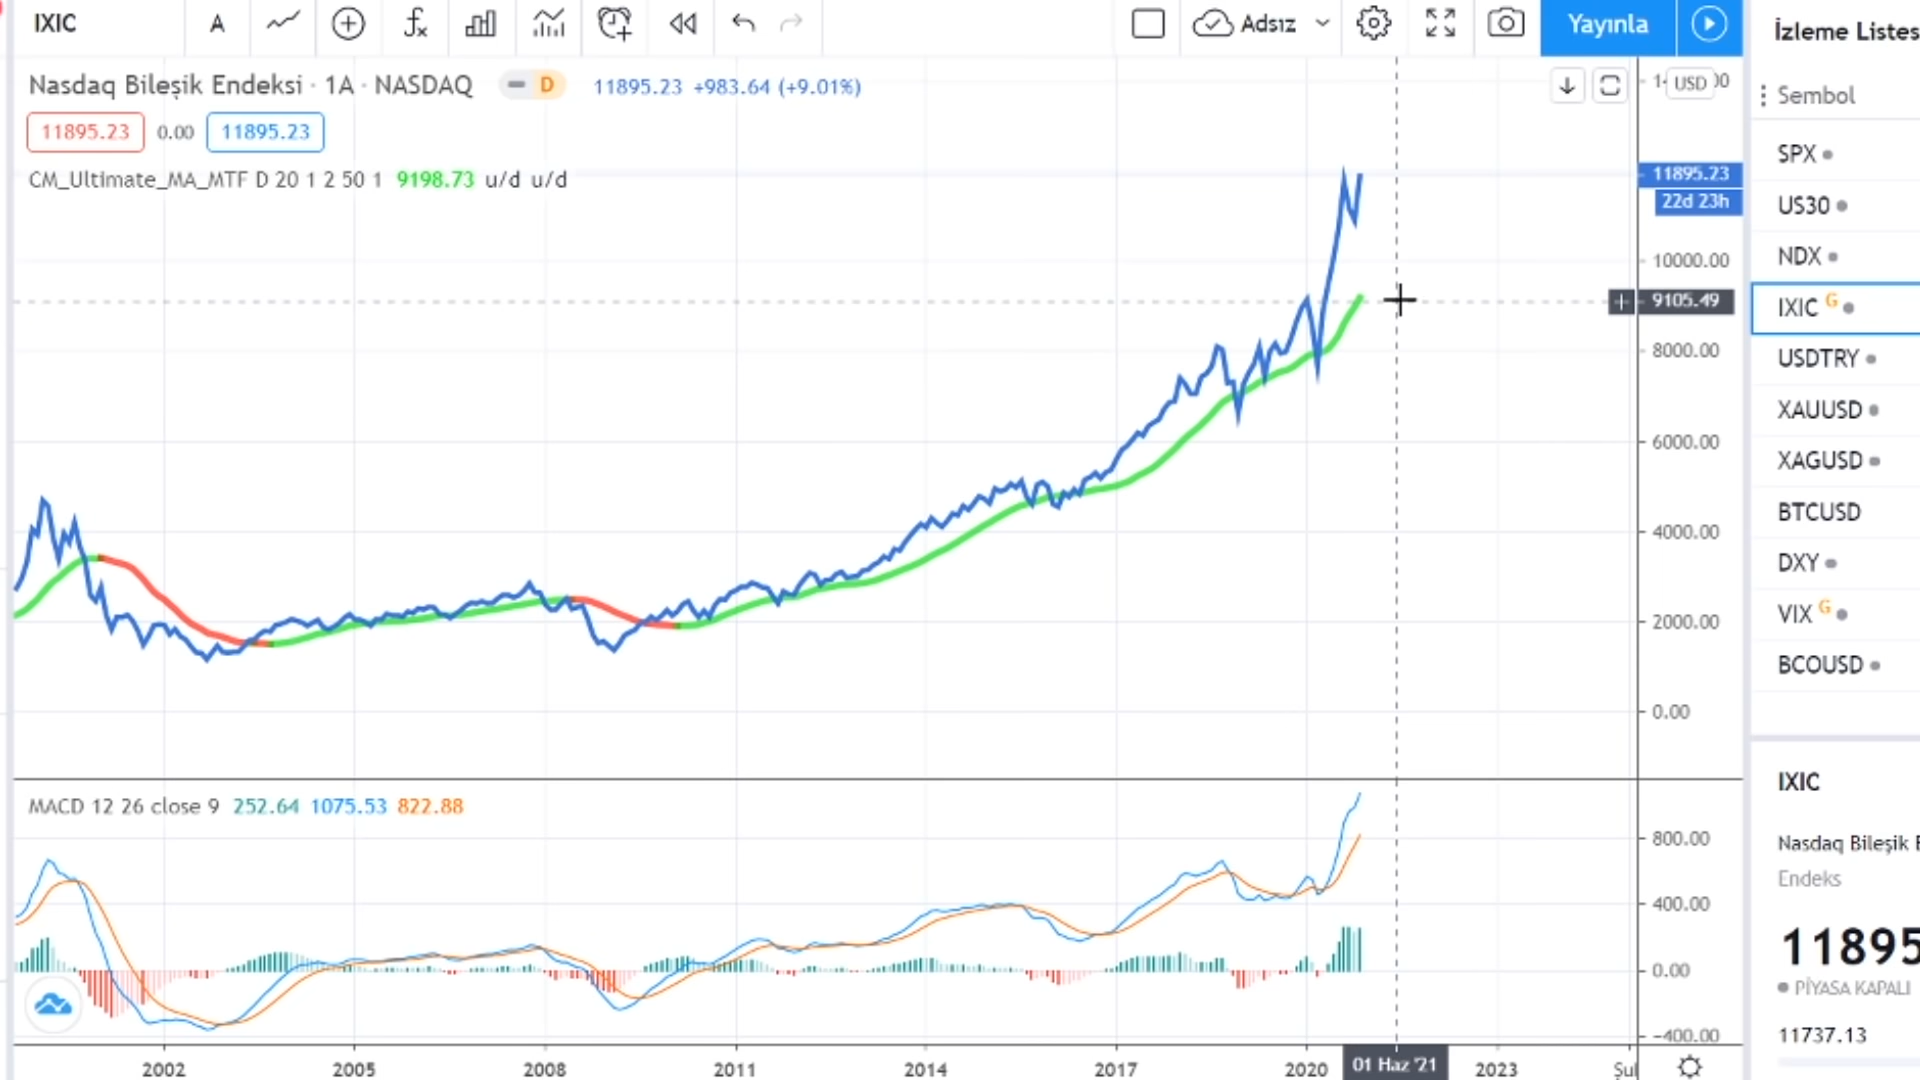 IXIC
A
Adsız
Yayınla
İzleme Listes
Nasdaq Bileşik Endeksi · 1A · NASDAQ
D
11895.23 +983.64 (+9.01%)
11895.23 0.00 11895.23
CM_Ultimate_MA_MTF D 20 1 2 50 1 9198.73 u/d u/d
USD
11895.23
22d 23h
10000.00
9105.49
8000.00
6000.00
4000.00
2000.00
0.00
MACD 12 26 close 9 252.64 1075.53 822.88
800.00
400.00
0.00
−400.00
2002 2005 2008 2011 2014 2017 2020 01 Haz '21 2023 Şul
Sembol
SPX
US30
NDX
IXIC G
USDTRY
XAUUSD
XAGUSD
BTCUSD
DXY
VIX G
BCOUSD
IXIC
Nasdaq Bileşik E
Endeks
11895
PİYASA KAPALI
11737.13